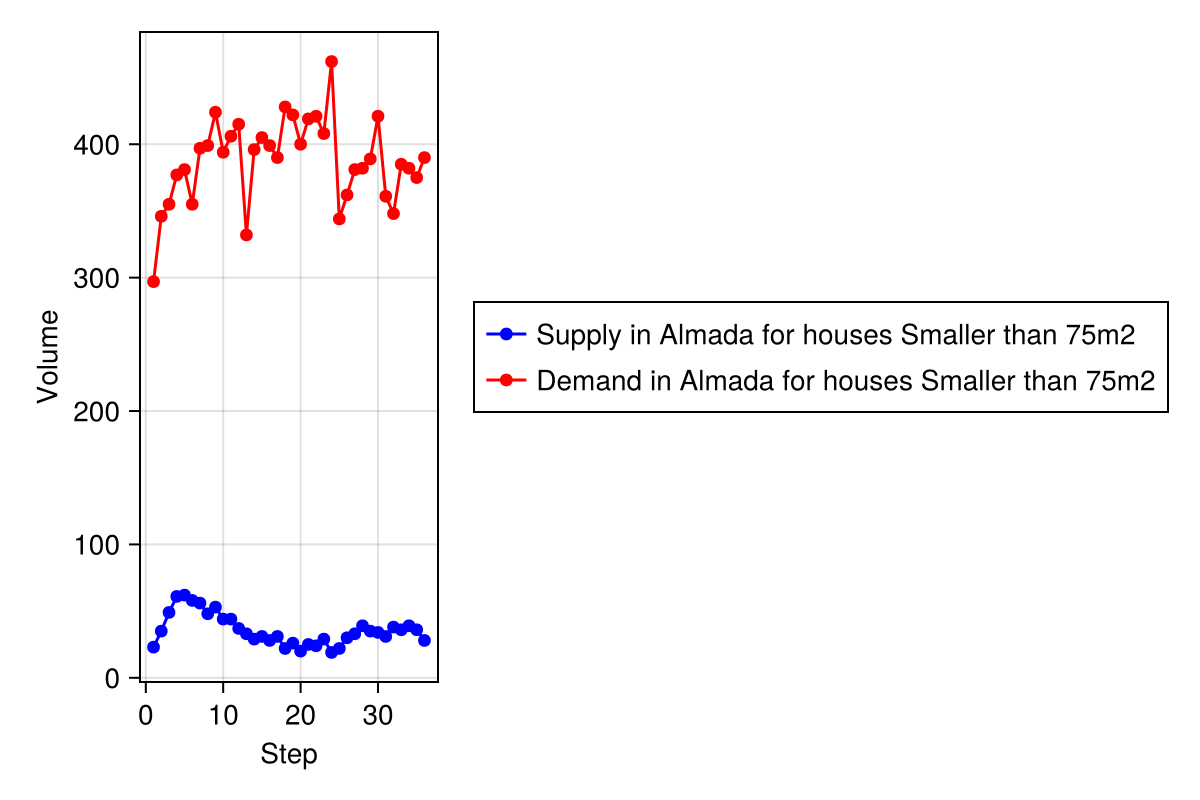 Volume
400
300
200
100
0
0 10 20 30
Step
Supply in Almada for houses Smaller than 75m2
Demand in Almada for houses Smaller than 75m2